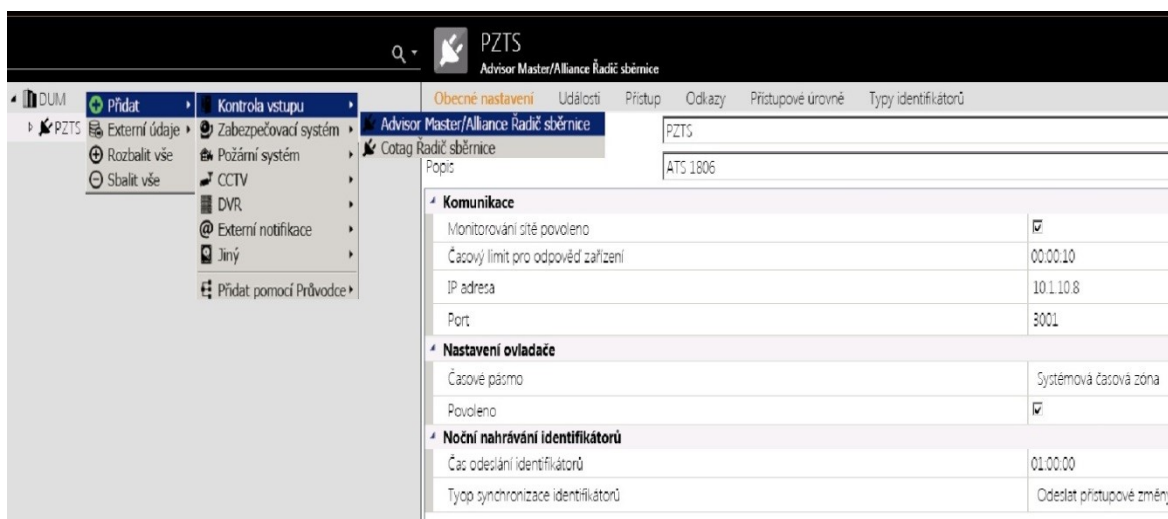 PZTS
Advisor Master/Alliance Řadič sběrnice
DUM
PZTS
Přidat
Externí údaje
Rozbalit vše
Sbalit vše
Kontrola vstupu
Zabezpečovací systém
Požární systém
CCTV
DVR
Externí notifikace
Jiný
Přidat pomocí Průvodce
Advisor Master/Alliance Řadič sběrnice
Cotag Řadič sběrnice
Obecné nastavení Události Přístup Odkazy Přístupové úrovně Typy identifikátorů
PZTS
Popis ATS 1806
Komunikace
Monitorování sítě povoleno
Časový limit pro odpověď zařízení 00:00:10
IP adresa 10.1.10.8
Port 3001
Nastavení ovladače
Časové pásmo Systémová časová zóna
Povoleno
Noční nahrávání identifikátorů
Čas odeslání identifikátorů 01:00:00
Tyop synchronizace identifikátorů Odeslat přístupové změny